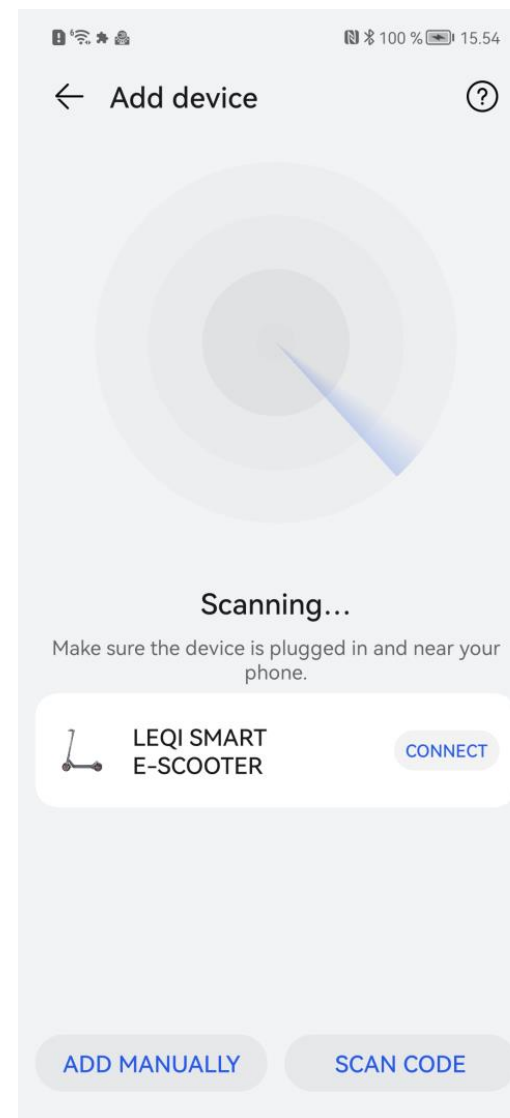 100 % 15.54
Add device
Scanning...
Make sure the device is plugged in and near your
phone.
LEQI SMART
E-SCOOTER
CONNECT
ADD MANUALLY
SCAN CODE